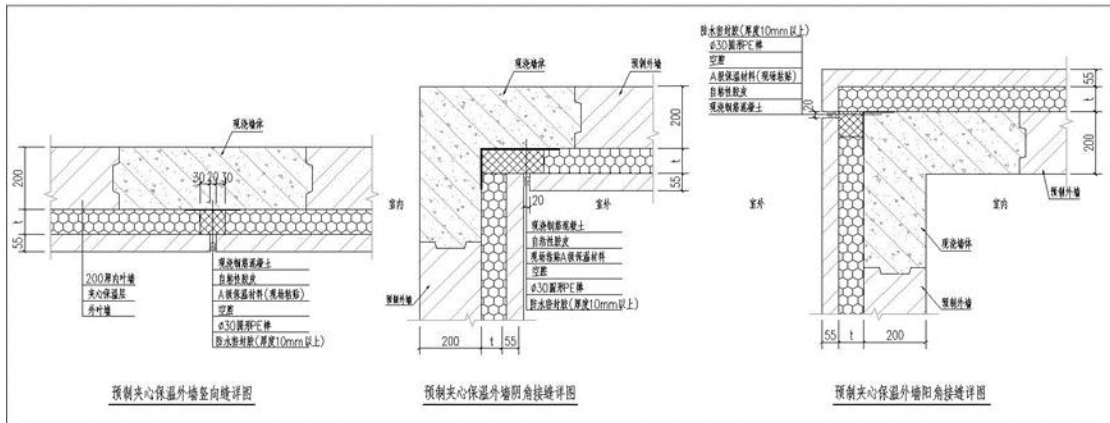 现浇墙体
200
t
55
30 20 30
200厚内叶墙
夹心保温层
外叶墙
现浇钢筋混凝土
自粘性胶皮
A级保温材料(现场粘贴)
空腔
ø30圆形PE棒
防水密封胶(厚度10mm以上)
预制夹心保温外墙竖向缝详图
现浇墙体
预制外墙
200
t
55
室内
室外
20
现浇钢筋混凝土
自粘性胶皮
现场粘贴A级保温材料
空腔
ø30圆形PE棒
防水密封胶(厚度10mm以上)
预制外墙
200
t
55
预制夹心保温外墙阴角接缝详图
防水密封胶(厚度10mm以上)
ø30圆形PE棒
空腔
A级保温材料(现场粘贴)
自粘性胶皮
现浇钢筋混凝土
20
55
t
200
预制外墙
室外
室内
现浇墙体
预制外墙
55
t
200
预制夹心保温外墙阳角接缝详图